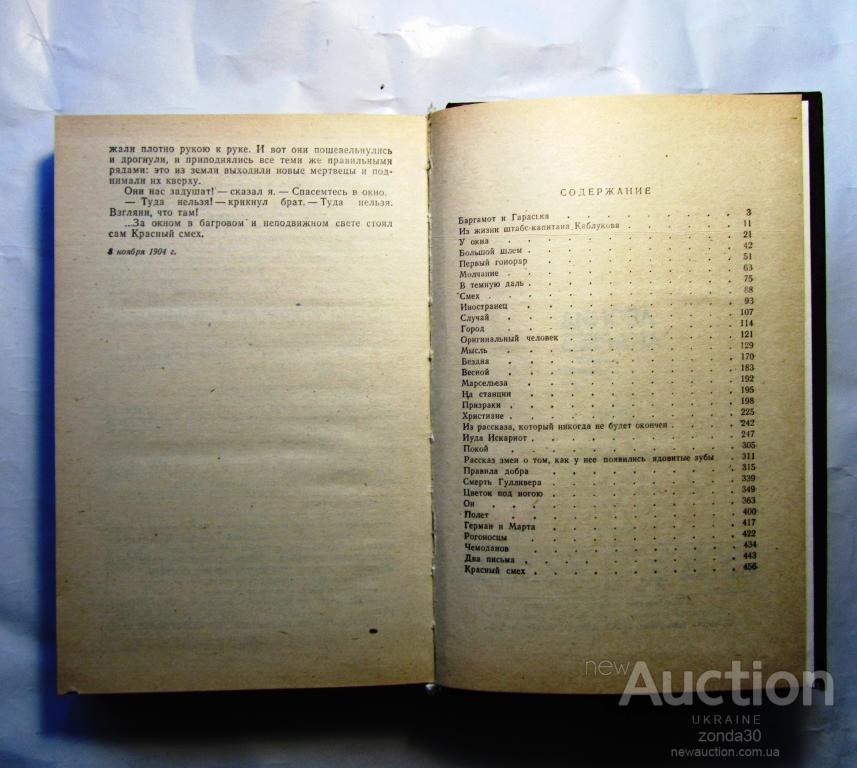 жали плотно рукою к руке. И вот они пошевельнулись
и дрогнули, и приподнялись все теми же правильными
рядами: это из земли выходили новые мертвецы и под-
нимали их кверху.
Они нас задушат! — сказал я. — Спасемтесь в окно.
— Туда нельзя! — крикнул брат. — Туда нельзя.
Взгляни, что там!
...За окном в багровом и неподвижном свете стоял
сам Красный смех.
8 ноября 1904 г.
СОДЕРЖАНИЕ
Баргамот и Гараська . . . . . . . . 3
Из жизни штабс-капитана Каблукова . . . . . 11
У окна . . . . . . . . . . 21
Большой шлем . . . . . . . . . 42
Первый гонорар . . . . . . . . . 51
Молчание . . . . . . . . . . 63
В темную даль . . . . . . . . . 75
Смех . . . . . . . . . . 88
Иностранец . . . . . . . . . . 93
Случай . . . . . . . . . . 107
Город . . . . . . . . . . 114
Оригинальный человек . . . . . . . . 121
Мысль . . . . . . . . . . 129
Бездна . . . . . . . . . . 170
Весной . . . . . . . . . . 183
Марсельеза . . . . . . . . . . 192
На станции . . . . . . . . . . 195
Призраки . . . . . . . . . . 198
Христиане . . . . . . . . . . 225
Из рассказа, который никогда не будет окончен . . . . 242
Иуда Искариот . . . . . . . . . 247
Покой . . . . . . . . . . 305
Рассказ змеи о том, как у нее появились ядовитые зубы . 311
Правила добра . . . . . . . . . 315
Смерть Гулливера . . . . . . . . 339
Цветок под ногою . . . . . . . . 349
Он . . . . . . . . . . 363
Полет . . . . . . . . . . 400
Герман и Марта . . . . . . . . . 417
Рогоносцы . . . . . . . . . . 422
Чемоданов . . . . . . . . . . 434
Два письма . . . . . . . . . . 443
Красный смех . . . . . . . . . 456
newAuction
UKRAINE
zonda30
newauction.com.ua